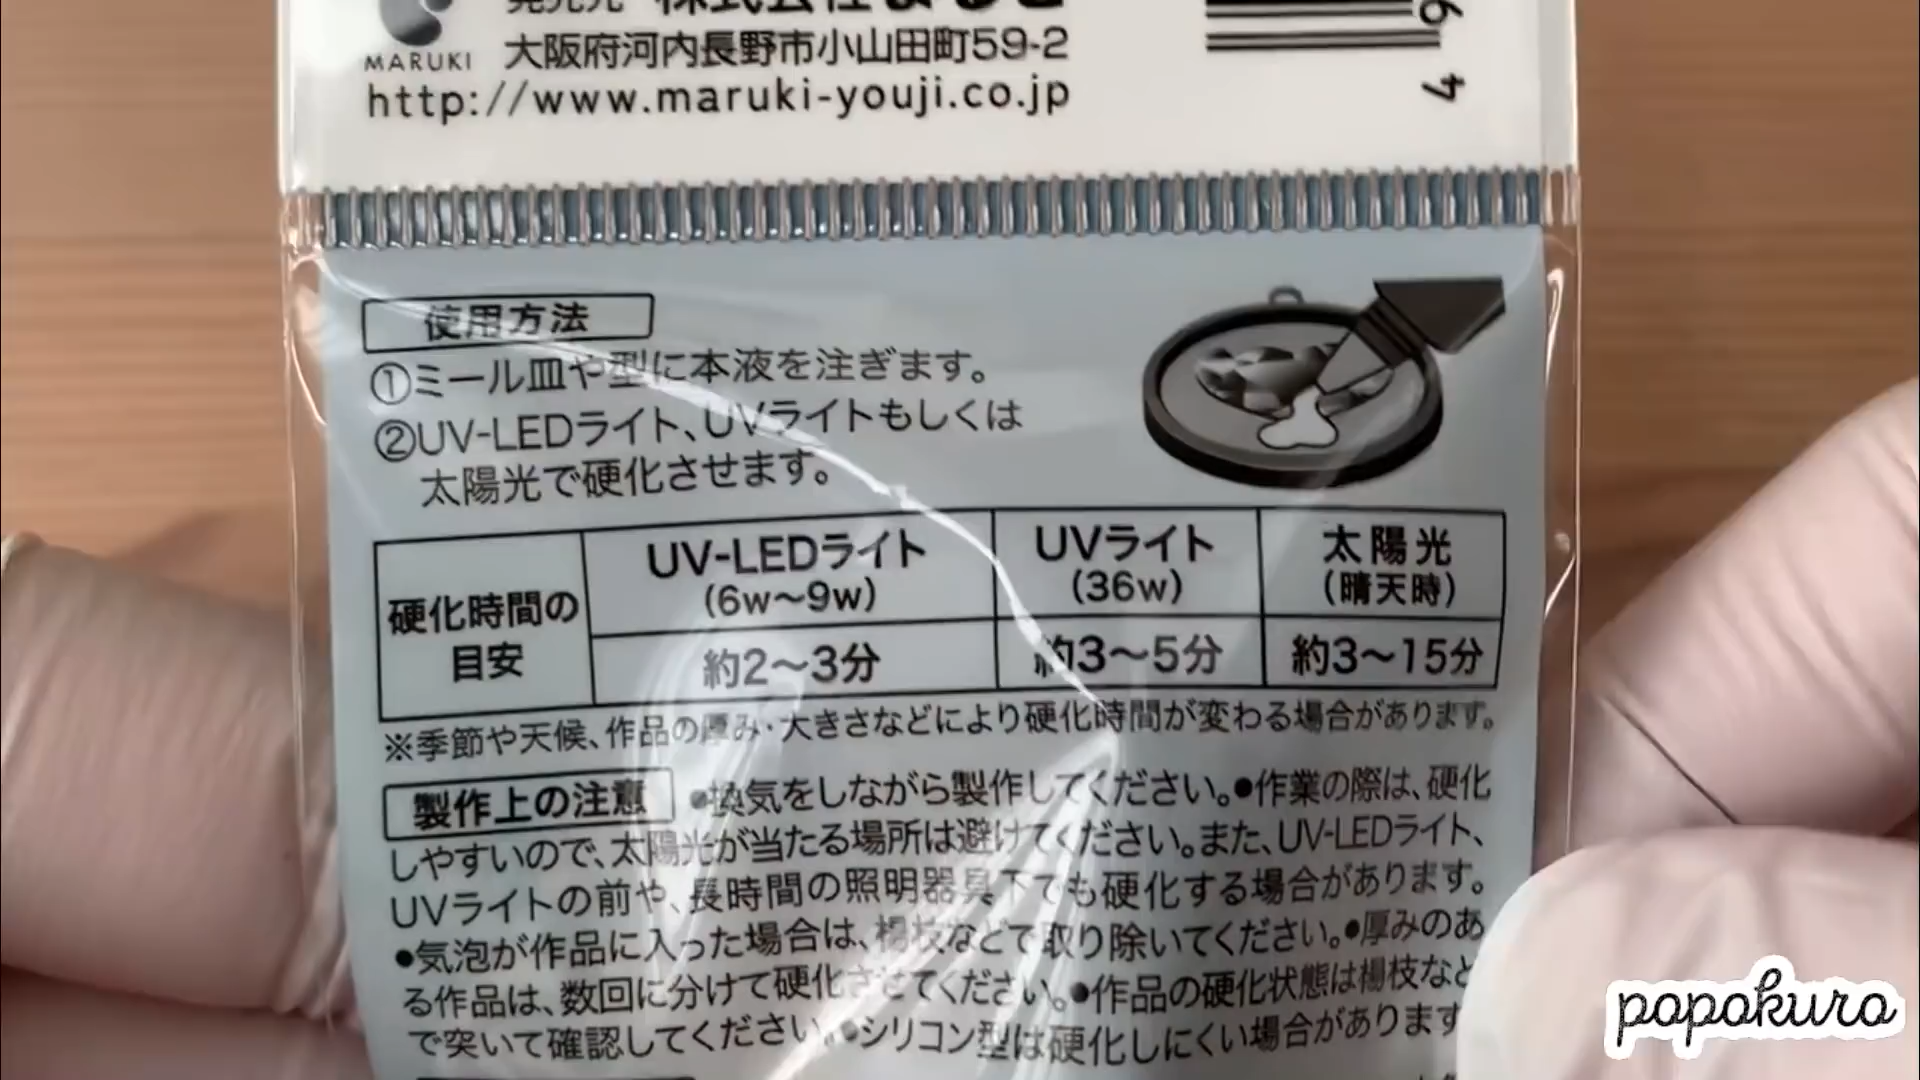 発売元 株式会社まるき
MARUKI 大阪府河内長野市小山田町59-2
http://www.maruki-youji.co.jp
6
4
使用方法
①ミール皿や型に本液を注ぎます。
②UV-LEDライト、UVライトもしくは
太陽光で硬化させます。
硬化時間の目安
UV-LEDライト
(6w〜9w)
UVライト
(36w)
太陽光
(晴天時)
約2〜3分
約3〜5分
約3〜15分
※季節や天候、作品の厚み・大きさなどにより硬化時間が変わる場合があります。
製作上の注意 ●換気をしながら製作してください。●作業の際は、硬化
しやすいので、太陽光が当たる場所は避けてください。また、UV-LEDライト、
UVライトの前や、長時間の照明器具下でも硬化する場合があります。
●気泡が作品に入った場合は、楊枝などで取り除いてください。●厚みのあ
る作品は、数回に分けて硬化させてください。●作品の硬化状態は楊枝など
で突いて確認してください。●シリコン型は硬化しにくい場合があります
popokuro